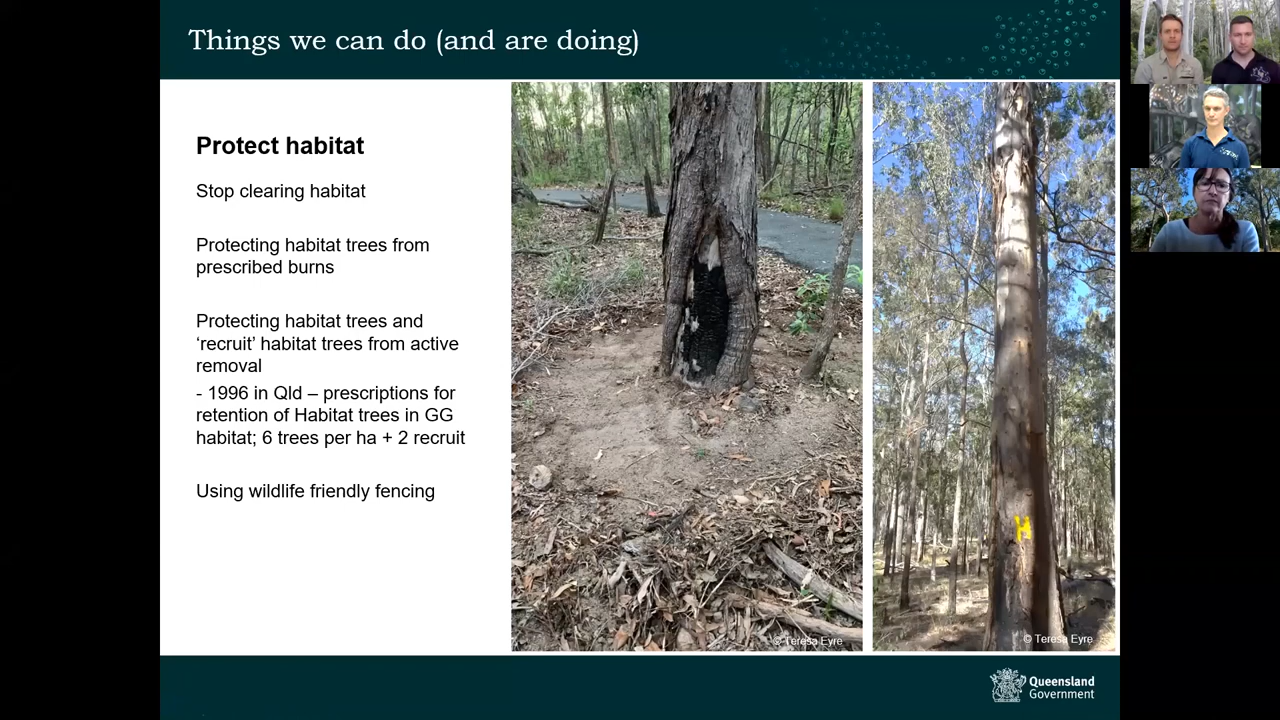 Things we can do (and are doing)
Protect habitat
Stop clearing habitat
Protecting habitat trees from
prescribed burns
Protecting habitat trees and
‘recruit’ habitat trees from active
removal
- 1996 in Qld – prescriptions for
retention of Habitat trees in GG
habitat; 6 trees per ha + 2 recruit
Using wildlife friendly fencing
H
© Teresa Eyre
© Teresa Eyre
Queensland
Government